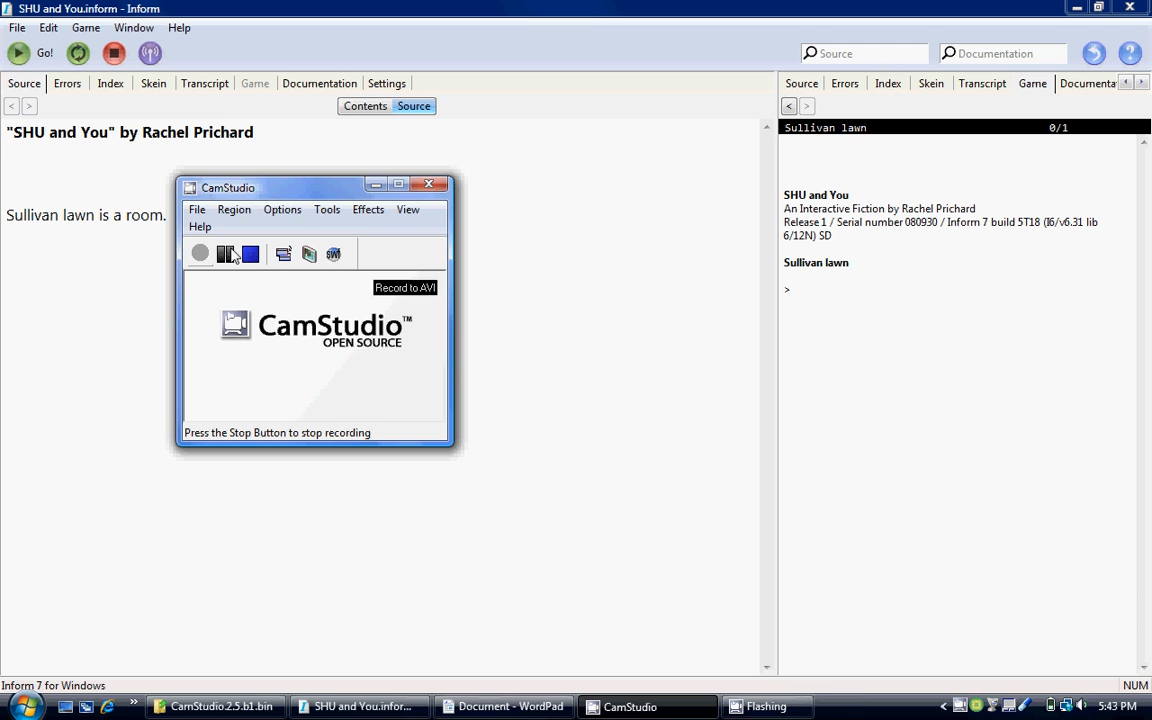 SHU and You.inform - Inform
File Edit Game Window Help
Go! Source Documentation
Source Errors Index Skein Transcript Game Documentation Settings
Source Errors Index Skein Transcript Game Documenta
< > Contents Source
< >
"SHU and You" by Rachel Prichard
Sullivan lawn is a room.
CamStudio
File Region Options Tools Effects View
Help
SWF
Record to AVI
CamStudio™
OPEN SOURCE
Press the Stop Button to stop recording
Sullivan lawn 0/1
SHU and You
An Interactive Fiction by Rachel Prichard
Release 1 / Serial number 080930 / Inform 7 build 5T18 (I6/v6.31 lib
6/12N) SD
Sullivan lawn
>
Inform 7 for Windows NUM
CamStudio.2.5.b1.bin SHU and You.infor... Document - WordPad CamStudio Flashing 5:43 PM